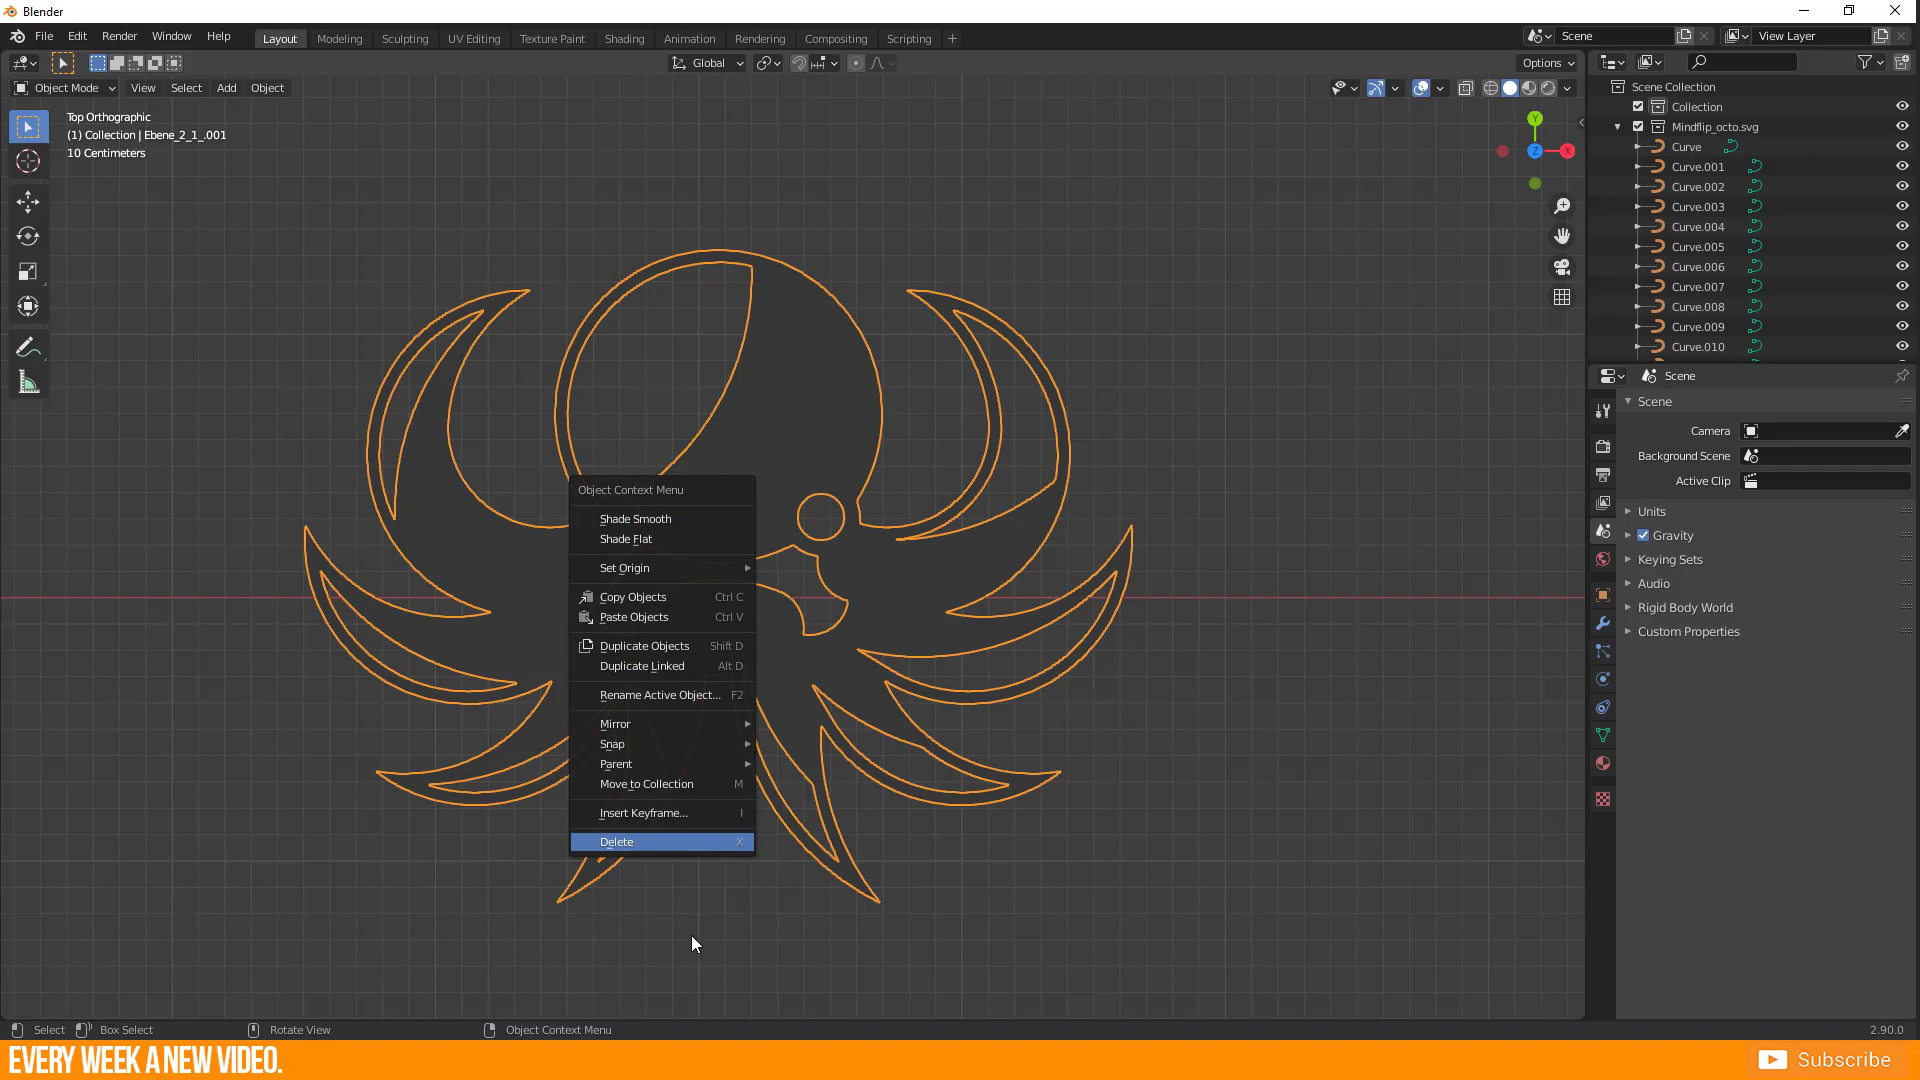 Blender
File Edit Render Window Help
Layout Modeling Sculpting UV Editing Texture Paint Shading Animation Rendering Compositing Scripting +
Scene
View Layer
Global
Options
Object Mode View Select Add Object
Top Orthographic
(1) Collection | Ebene_2_1_.001
10 Centimeters
Y
Z
X
Scene Collection
Collection
Mindflip_octo.svg
Curve
Curve.001
Curve.002
Curve.003
Curve.004
Curve.005
Curve.006
Curve.007
Curve.008
Curve.009
Curve.010
Scene
Scene
Camera
Background Scene
Active Clip
Units
Gravity
Keying Sets
Audio
Rigid Body World
Custom Properties
Object Context Menu
Shade Smooth
Shade Flat
Set Origin
Copy Objects Ctrl C
Paste Objects Ctrl V
Duplicate Objects Shift D
Duplicate Linked Alt D
Rename Active Object... F2
Mirror
Snap
Parent
Move to Collection M
Insert Keyframe... I
Delete X
Select Box Select Rotate View Object Context Menu 2.90.0
EVERY WEEK A NEW VIDEO.
Subscribe